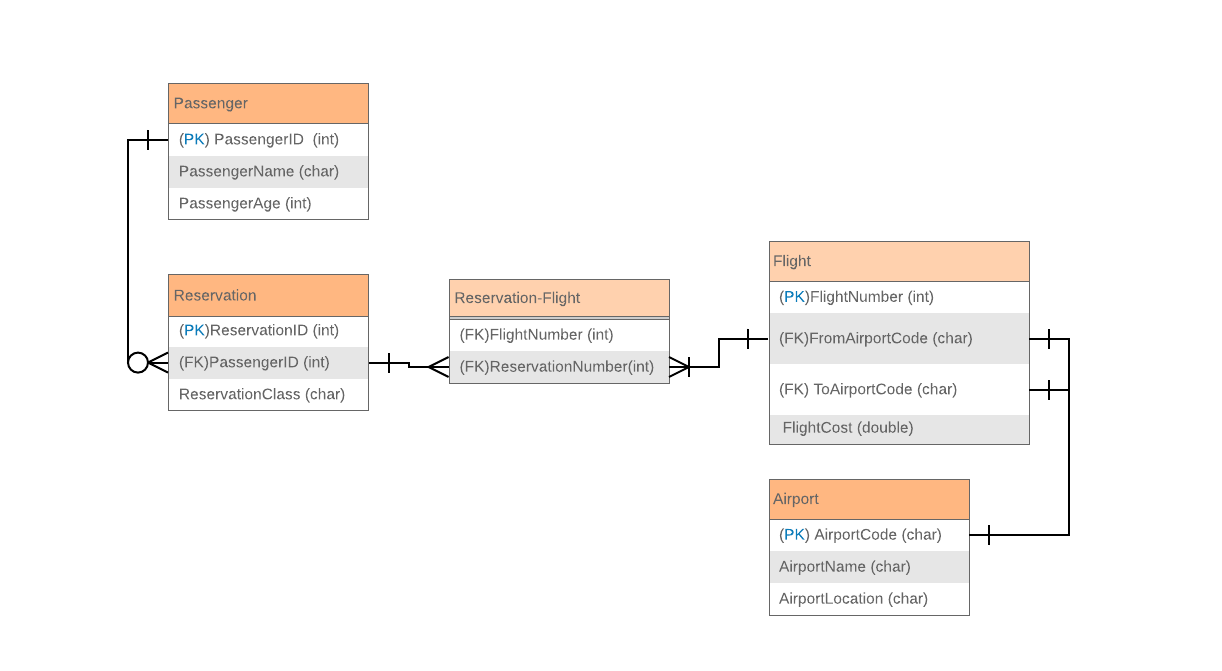 Passenger
(PK) PassengerID (int)
PassengerName (char)
PassengerAge (int)
Reservation
(PK)ReservationID (int)
(FK)PassengerID (int)
ReservationClass (char)
Reservation-Flight
(FK)FlightNumber (int)
(FK)ReservationNumber(int)
Flight
(PK)FlightNumber (int)
(FK)FromAirportCode (char)
(FK) ToAirportCode (char)
FlightCost (double)
Airport
(PK) AirportCode (char)
AirportName (char)
AirportLocation (char)